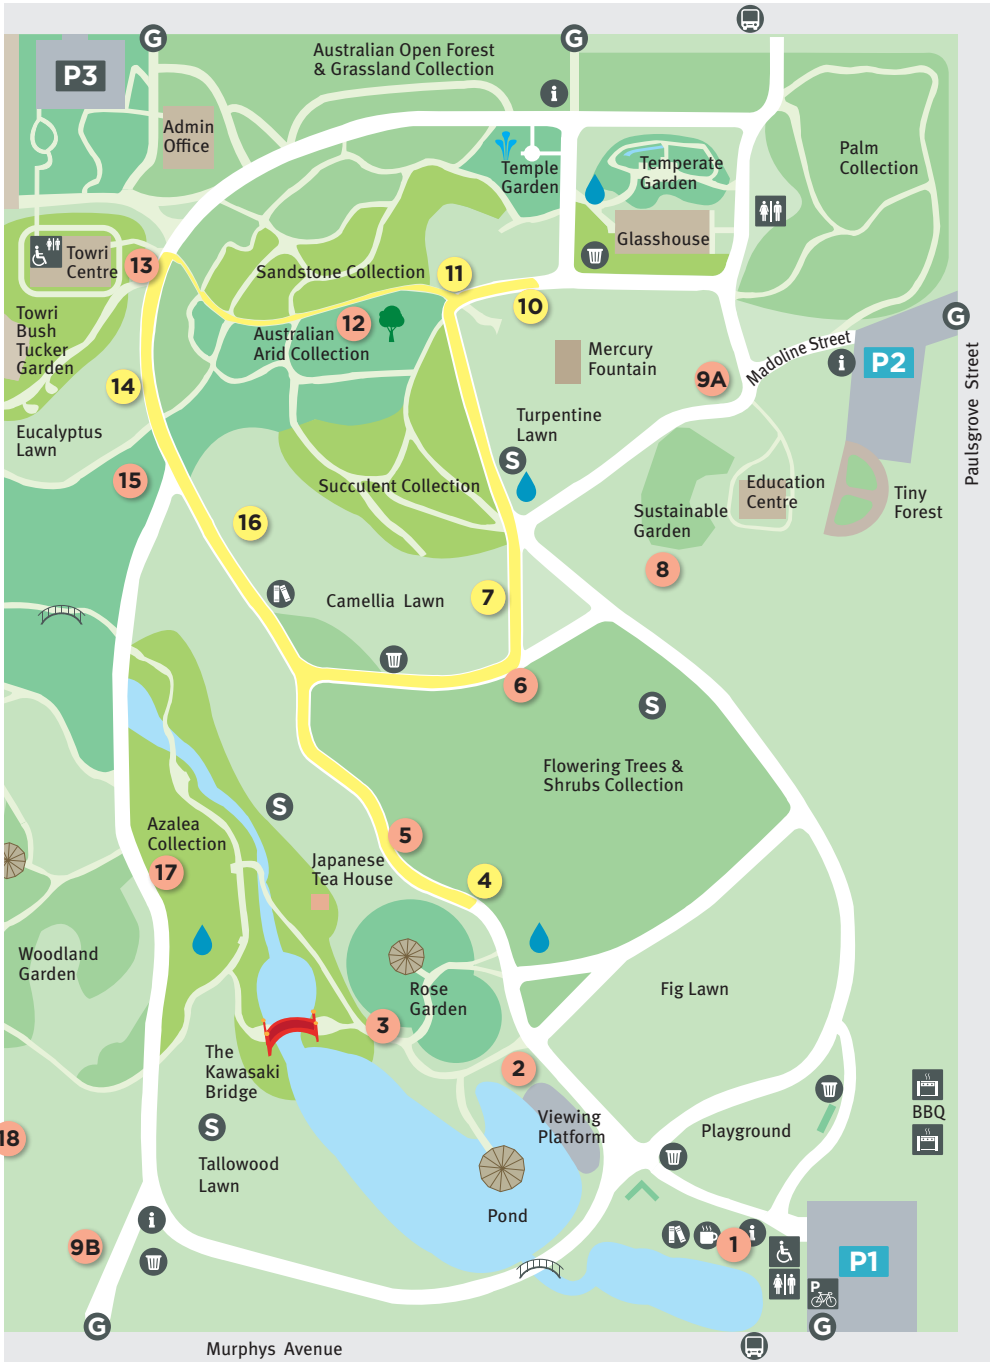 G
G
P3
Australian Open Forest
& Grassland Collection
i
Admin
Office
Temple
Garden
Temperate
Garden
Palm
Collection
Glasshouse
Towri
Centre
13
Sandstone Collection
11
10
12
Australian
Arid Collection
Towri
Bush
Tucker
Garden
Mercury
Fountain
Madoline Street
i
P2
G
Paulsgrove Street
14
9A
Eucalyptus
Lawn
Turpentine
Lawn
S
15
Succulent Collection
Education
Centre
Tiny
Forest
Sustainable
Garden
16
8
7
Camellia Lawn
6
S
Flowering Trees &
Shrubs Collection
S
Azalea
Collection
5
17
Japanese
Tea House
4
Woodland
Garden
Rose
Garden
Fig Lawn
3
The
Kawasaki
Bridge
2
Viewing
Platform
BBQ
S
18
Playground
Tallowood
Lawn
Pond
i
9B
1
i
P1
P
G
G
Murphys Avenue